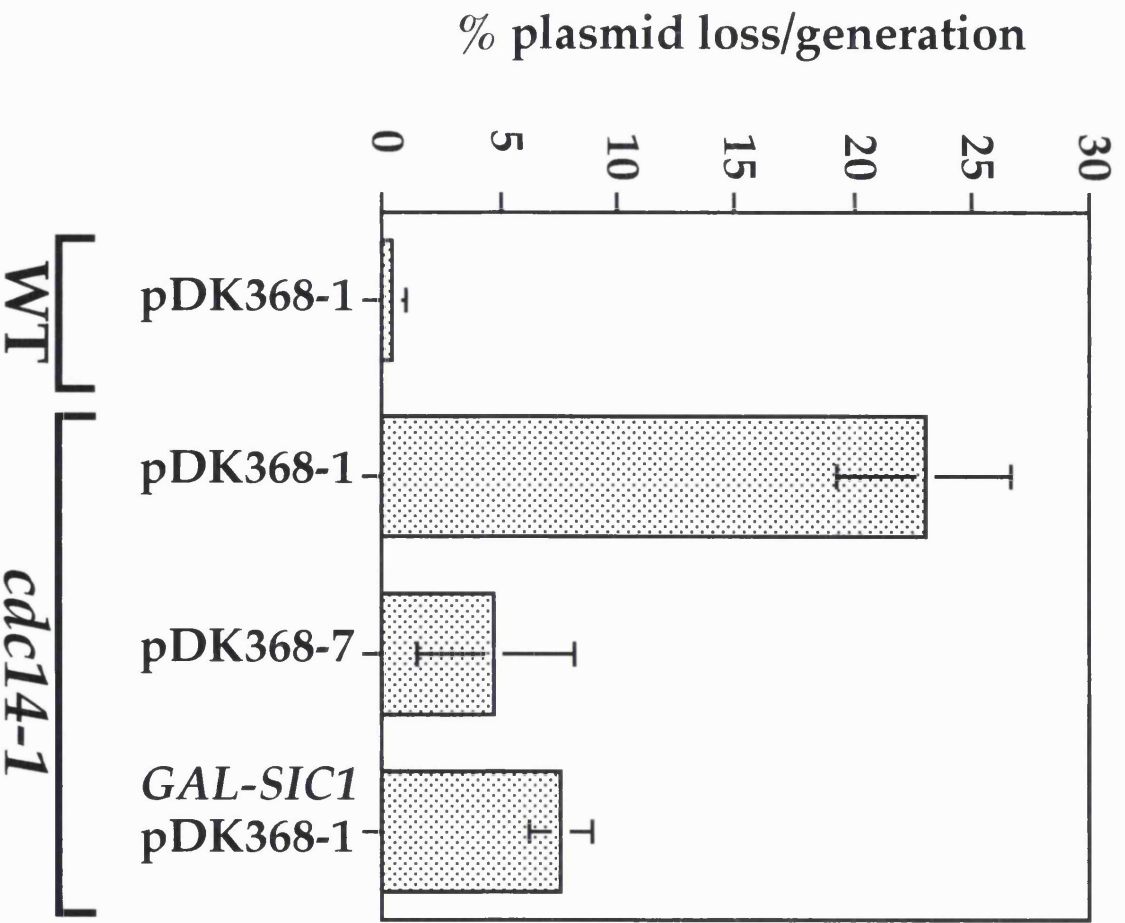 % plasmid loss/generation
0
5
10
15
20
25
30
pDK368-1
pDK368-1
pDK368-7
GAL-SIC1
pDK368-1
WT
cdc14-1